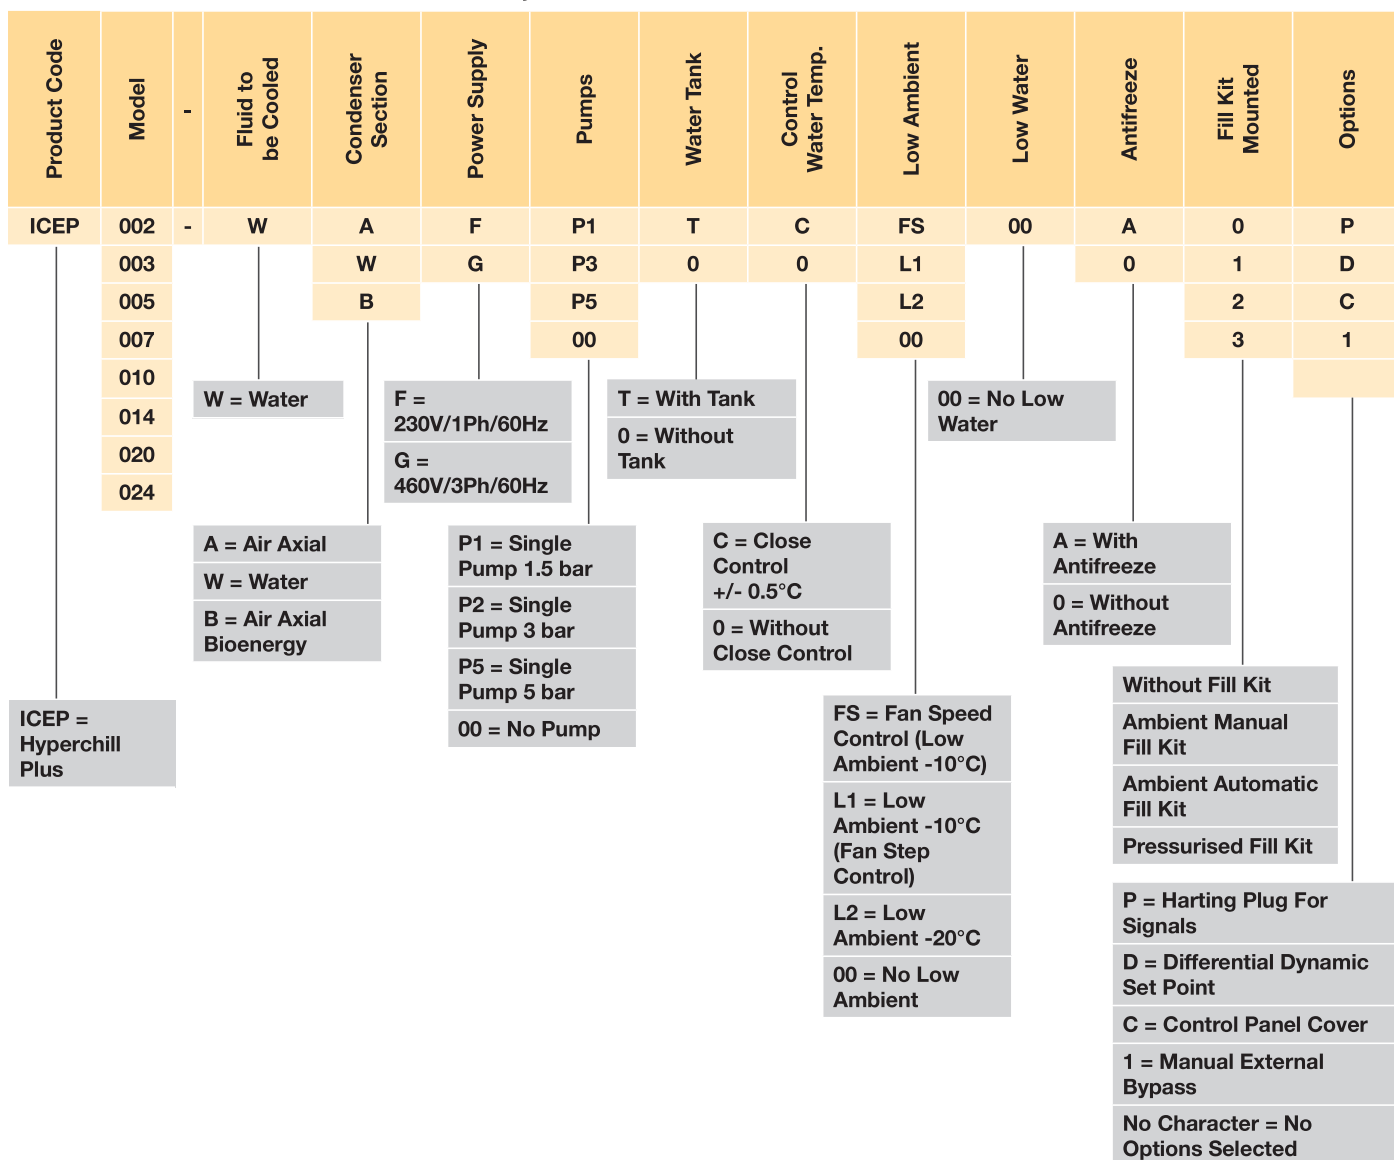 Product Code
Model
-
Fluid to
be Cooled
Condenser
Section
Power Supply
Pumps
Water Tank
Control
Water Temp.
Low Ambient
Low Water
Antifreeze
Fill Kit
Mounted
Options
ICEP 002 - W A F P1 T C FS 00 A 0 P
003 W G P3 0 0 L1 0 1 D
005 B P5 L2 2 C
007 00 00 3 1
010
014
020
024
W = Water
F =
230V/1Ph/60Hz
G =
460V/3Ph/60Hz
T = With Tank
0 = Without
Tank
00 = No Low
Water
A = Air Axial
W = Water
B = Air Axial
Bioenergy
P1 = Single
Pump 1.5 bar
P2 = Single
Pump 3 bar
P5 = Single
Pump 5 bar
00 = No Pump
C = Close
Control
+/- 0.5°C
0 = Without
Close Control
A = With
Antifreeze
0 = Without
Antifreeze
ICEP =
Hyperchill
Plus
FS = Fan Speed
Control (Low
Ambient -10°C)
L1 = Low
Ambient -10°C
(Fan Step
Control)
L2 = Low
Ambient -20°C
00 = No Low
Ambient
Without Fill Kit
Ambient Manual
Fill Kit
Ambient Automatic
Fill Kit
Pressurised Fill Kit
P = Harting Plug For
Signals
D = Differential Dynamic
Set Point
C = Control Panel Cover
1 = Manual External
Bypass
No Character = No
Options Selected